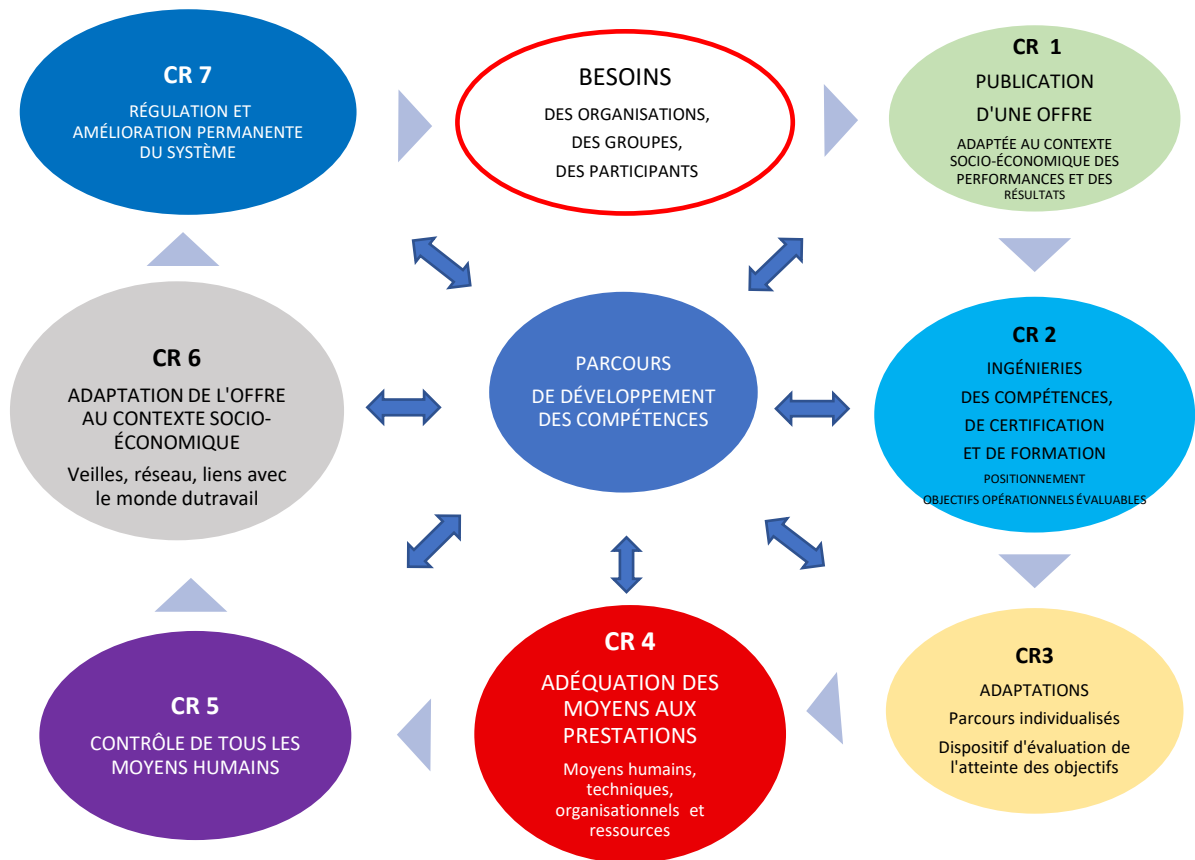 CR 7
RÉGULATION ET
AMÉLIORATION PERMANENTE
DU SYSTÈME
BESOINS
DES ORGANISATIONS,
DES GROUPES,
DES PARTICIPANTS
CR 1
PUBLICATION
D'UNE OFFRE
ADAPTÉE AU CONTEXTE
SOCIO-ÉCONOMIQUE DES
PERFORMANCES ET DES
RÉSULTATS
CR 6
ADAPTATION DE L'OFFRE
AU CONTEXTE SOCIO-
ÉCONOMIQUE
Veilles, réseau, liens avec
le monde dutravail
PARCOURS
DE DÉVELOPPEMENT
DES COMPÉTENCES
CR 2
INGÉNIERIES
DES COMPÉTENCES,
DE CERTIFICATION
ET DE FORMATION
POSITIONNEMENT
OBJECTIFS OPÉRATIONNELS ÉVALUABLES
CR 5
CONTRÔLE DE TOUS LES
MOYENS HUMAINS
CR 4
ADÉQUATION DES
MOYENS AUX
PRESTATIONS
Moyens humains,
techniques,
organisationnels et
ressources
CR3
ADAPTATIONS
Parcours individualisés
Dispositif d'évaluation de
l'atteinte des objectifs